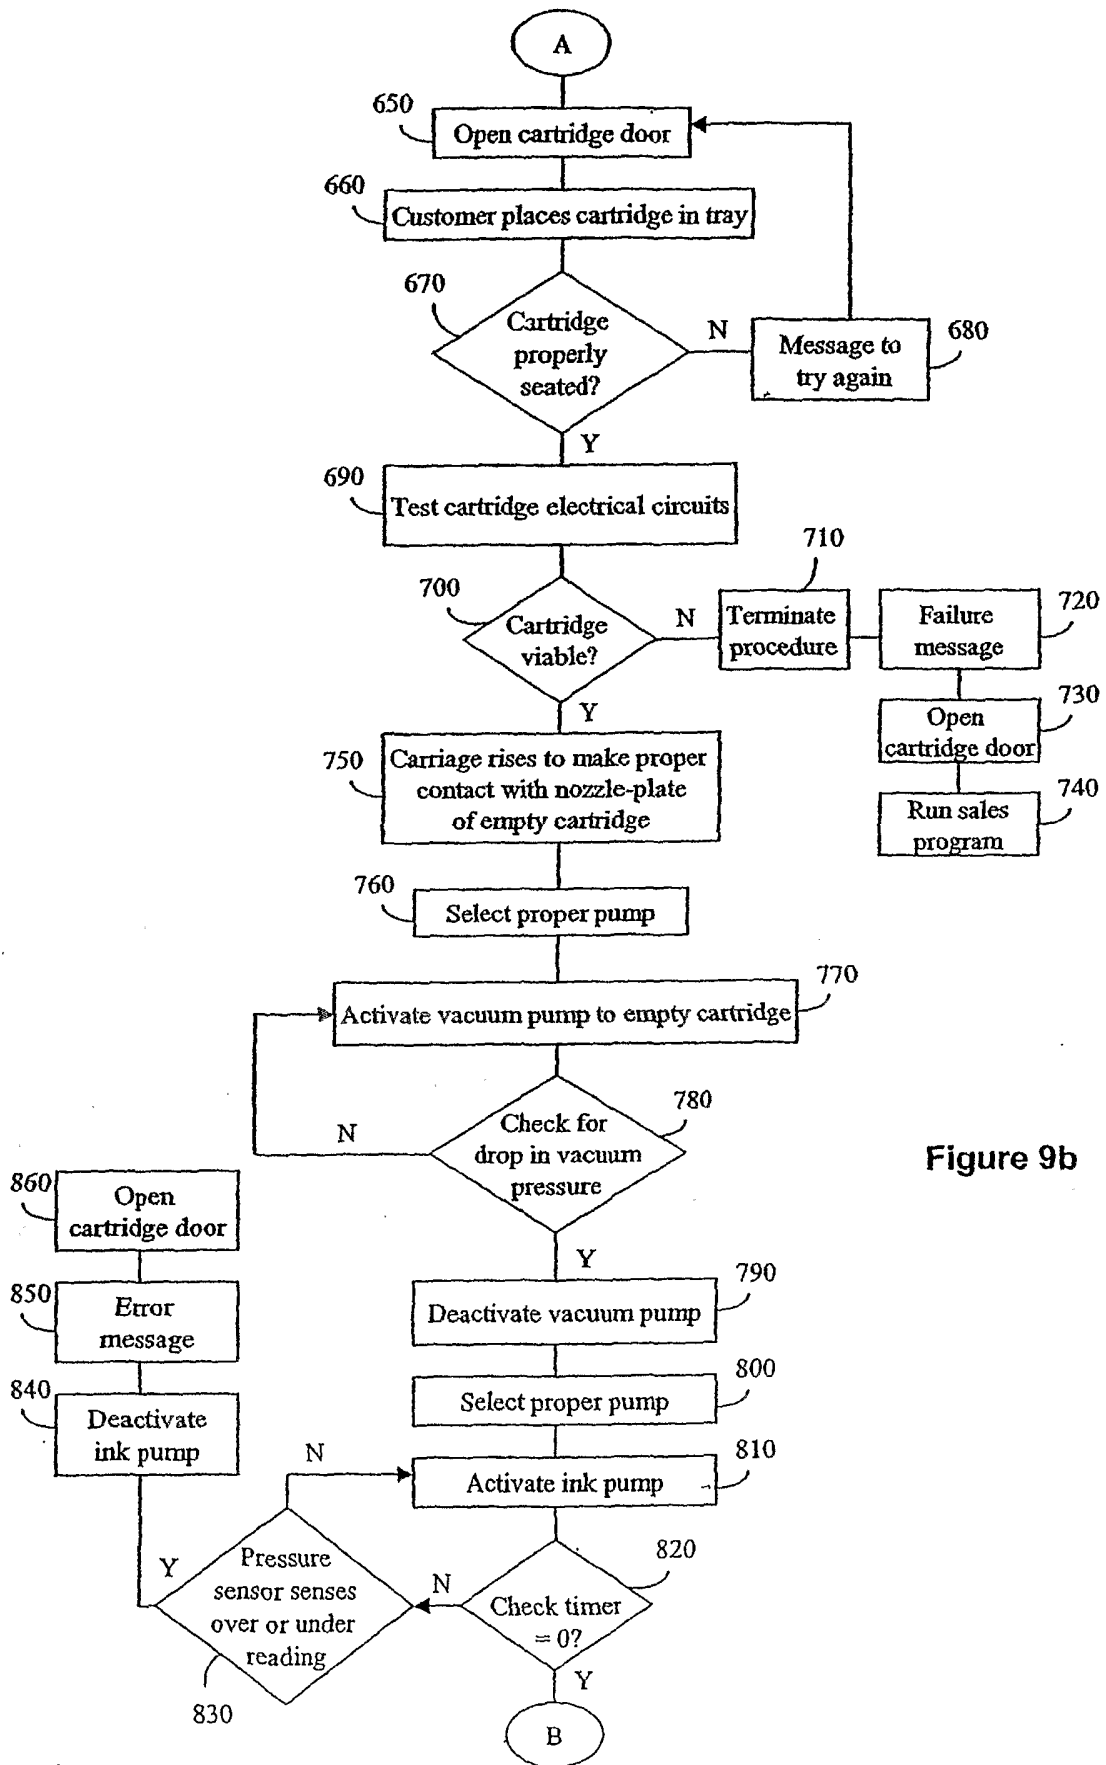 A
650
Open cartridge door
660
Customer places cartridge in tray
670
Cartridge
properly
seated?
N
Message to
try again
680
Y
690
Test cartridge electrical circuits
700
Cartridge
viable?
N
710
Terminate
procedure
Failure
message
720
Open
cartridge door
730
Run sales
program
740
Y
750
Carriage rises to make proper
contact with nozzle-plate
of empty cartridge
760
Select proper pump
770
Activate vacuum pump to empty cartridge
780
Check for
drop in vacuum
pressure
N
Figure 9b
Y
790
Deactivate vacuum pump
800
Select proper pump
810
Activate ink pump
820
Check timer
= 0?
N
Pressure
sensor senses
over or under
reading
830
N
Y
840
Deactivate
ink pump
850
Error
message
860
Open
cartridge door
Y
B